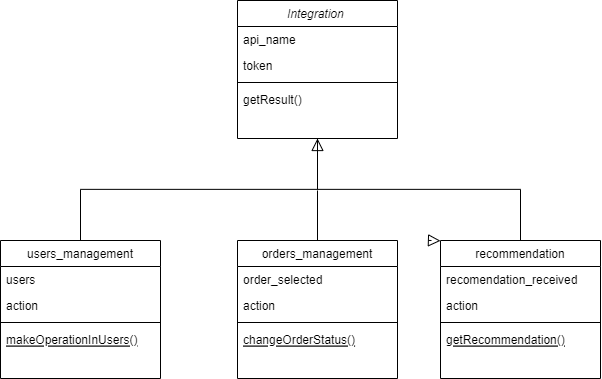 Integration
api_name
token
getResult()
users_management
users
action
makeOperationInUsers()
orders_management
order_selected
action
changeOrderStatus()
recommendation
recomendation_received
action
getRecommendation()